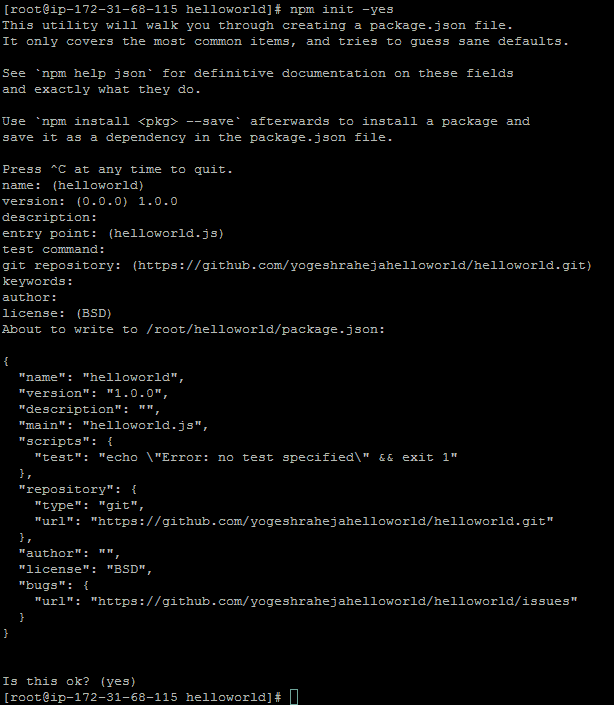 [root@ip-172-31-68-115 helloworld]# npm init -yes
This utility will walk you through creating a package.json file.
It only covers the most common items, and tries to guess sane defaults.

See `npm help json` for definitive documentation on these fields
and exactly what they do.

Use `npm install <pkg> --save` afterwards to install a package and
save it as a dependency in the package.json file.

Press ^C at any time to quit.
name: (helloworld)
version: (0.0.0) 1.0.0
description:
entry point: (helloworld.js)
test command:
git repository: (https://github.com/yogeshrahejahelloworld/helloworld.git)
keywords:
author:
license: (BSD)
About to write to /root/helloworld/package.json:

{
  "name": "helloworld",
  "version": "1.0.0",
  "description": "",
  "main": "helloworld.js",
  "scripts": {
    "test": "echo \"Error: no test specified\" && exit 1"
  },
  "repository": {
    "type": "git",
    "url": "https://github.com/yogeshrahejahelloworld/helloworld.git"
  },
  "author": "",
  "license": "BSD",
  "bugs": {
    "url": "https://github.com/yogeshrahejahelloworld/helloworld/issues"
  }
}

Is this ok? (yes)
[root@ip-172-31-68-115 helloworld]#